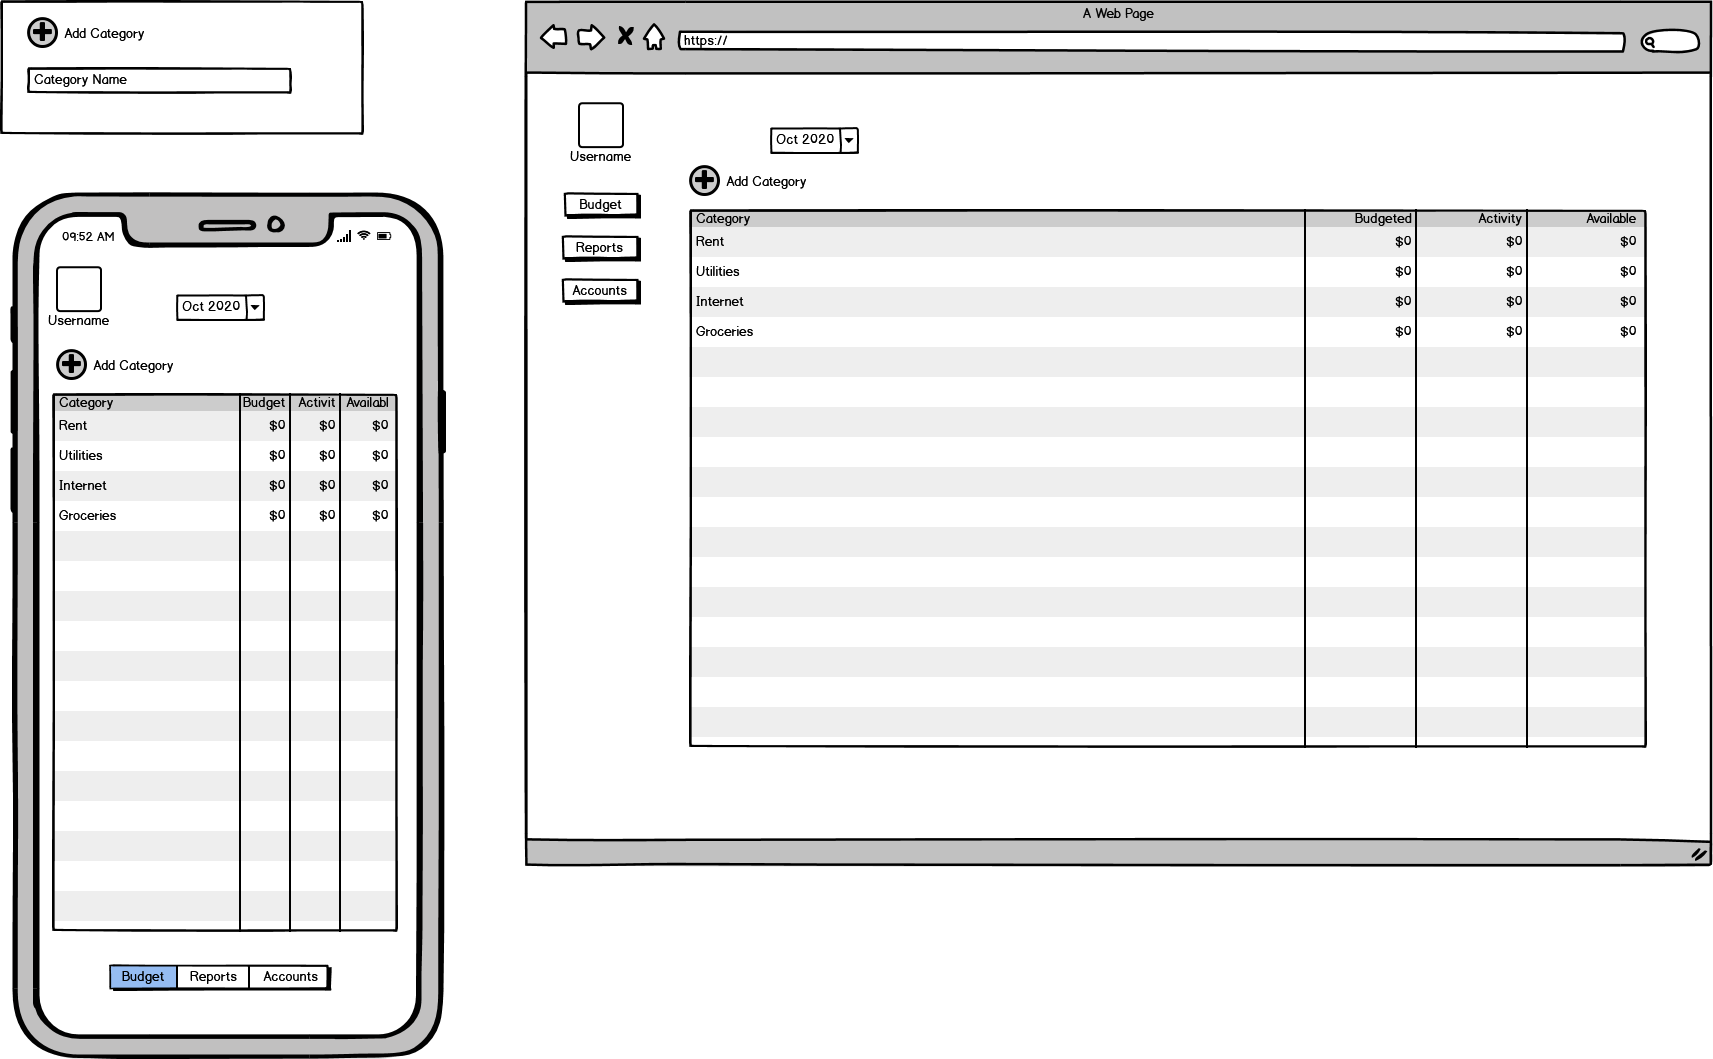 Add Category
Category Name
09:52 AM
Username
Oct 2020
Add Category
Category Budget Activit Availabl
Rent $0 $0 $0
Utilities $0 $0 $0
Internet $0 $0 $0
Groceries $0 $0 $0
Budget Reports Accounts
A Web Page
https://
Username
Oct 2020
Add Category
Budget
Reports
Accounts
Category Budgeted Activity Available
Rent $0 $0 $0
Utilities $0 $0 $0
Internet $0 $0 $0
Groceries $0 $0 $0